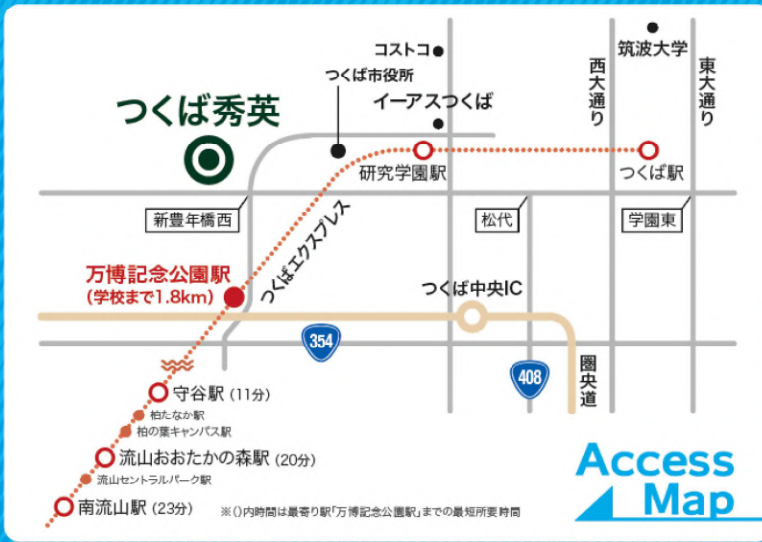 コストコ
筑波大学
つくば市役所
つくば秀英
イーアスつくば
西大通り
東大通り
研究学園駅
つくば駅
新豊年橋西
松代
学園東
つくばエクスプレス
万博記念公園駅
(学校まで1.8km)
つくば中央IC
354
408
圏央道
守谷駅 (11分)
柏たなか駅
柏の葉キャンパス駅
流山おおたかの森駅 (20分)
流山セントラルパーク駅
南流山駅 (23分)
※()内時間は最寄り駅「万博記念公園駅」までの最短所要時間
Access
Map